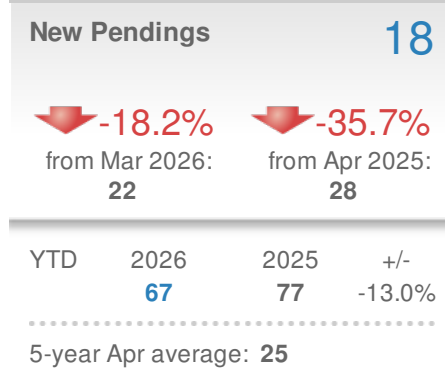 New Pendings 18
-18.2% -35.7%
from Mar 2026: from Apr 2025:
22 28
YTD 2026 2025 +/-
67 77 -13.0%
5-year Apr average: 25